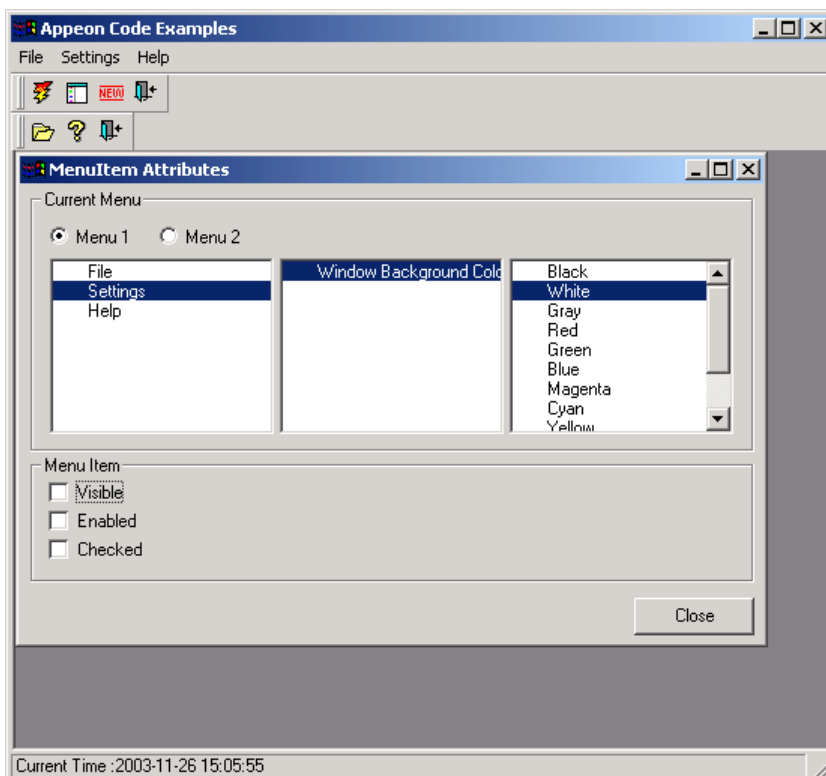 Appeon Code Examples
File Settings Help
NEW
MenuItem Attributes
Current Menu
Menu 1 Menu 2
File
Settings
Help
Window Background Colo
Black
White
Gray
Red
Green
Blue
Magenta
Cyan
Yellow
Menu Item
Visible
Enabled
Checked
Close
Current Time :2003-11-26 15:05:55